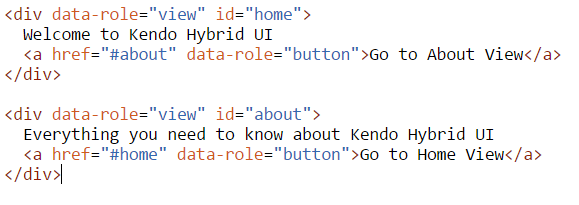 <div data-role="view" id="home">
  Welcome to Kendo Hybrid UI
  <a href="#about" data-role="button">Go to About View</a>
</div>

<div data-role="view" id="about">
  Everything you need to know about Kendo Hybrid UI
  <a href="#home" data-role="button">Go to Home View</a>
</div>